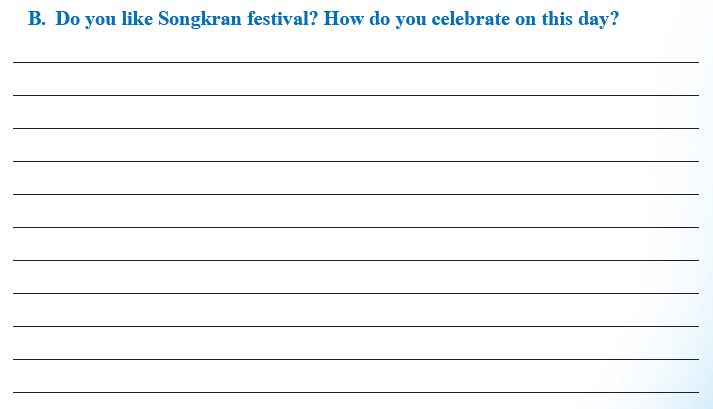 B. Do you like Songkran festival? How do you celebrate on this day?